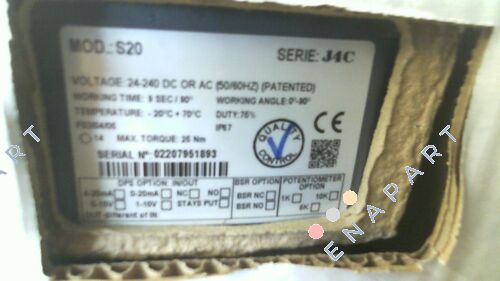 MOD.: S20
SERIE: J4C
VOLTAGE: 24-240 DC OR AC (50/60HZ) (PATENTED)
WORKING TIME: 9 SEC / 90°
WORKING ANGLE: 0°-90°
TEMPERATURE: - 20°C + 70°C
DUTY: 75%
F03/04/05
IP67
14
MAX. TORQUE: 25 Nm
SERIAL Nº: 02207951893
QUALITY CONTROL
DPS OPTION: IN/OUT
BSR OPTION
POTENTIOMETER OPTION
4-20mA
0-20mA
NC
NO
BSR NC
1K
10K
0-10V
1-10V
STAYS PUT
BSR NO
5K
OUT different of IN
ENAPART